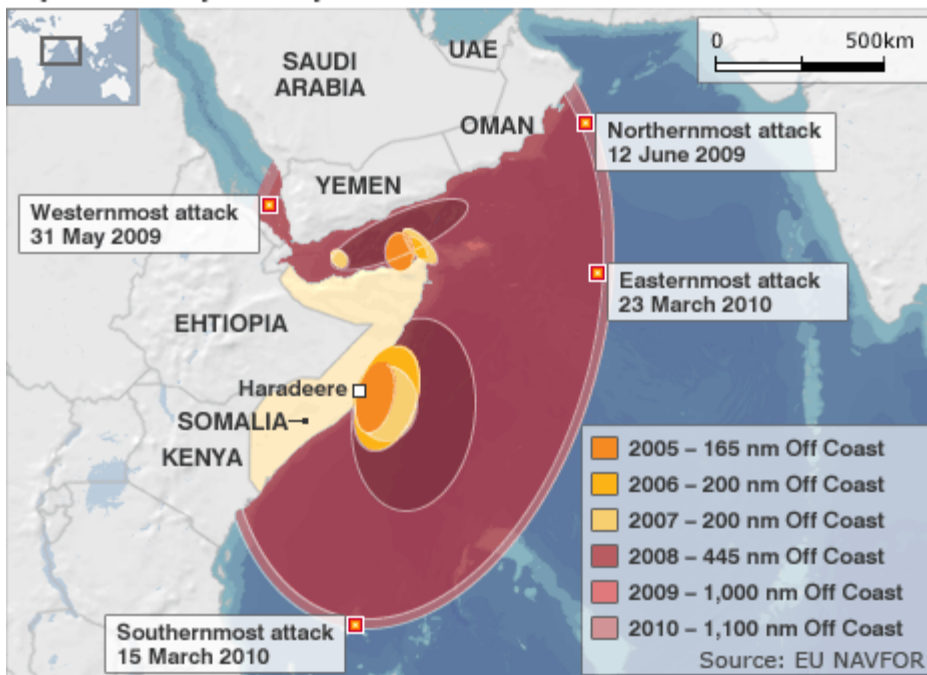 UAE
0 500km
SAUDI
ARABIA
OMAN
Northernmost attack
12 June 2009
YEMEN
Westernmost attack
31 May 2009
Easternmost attack
23 March 2010
EHTIOPIA
Haradeere
SOMALIA
KENYA
2005 – 165 nm Off Coast
2006 – 200 nm Off Coast
2007 – 200 nm Off Coast
2008 – 445 nm Off Coast
2009 – 1,000 nm Off Coast
2010 – 1,100 nm Off Coast
Southernmost attack
15 March 2010
Source: EU NAVFOR